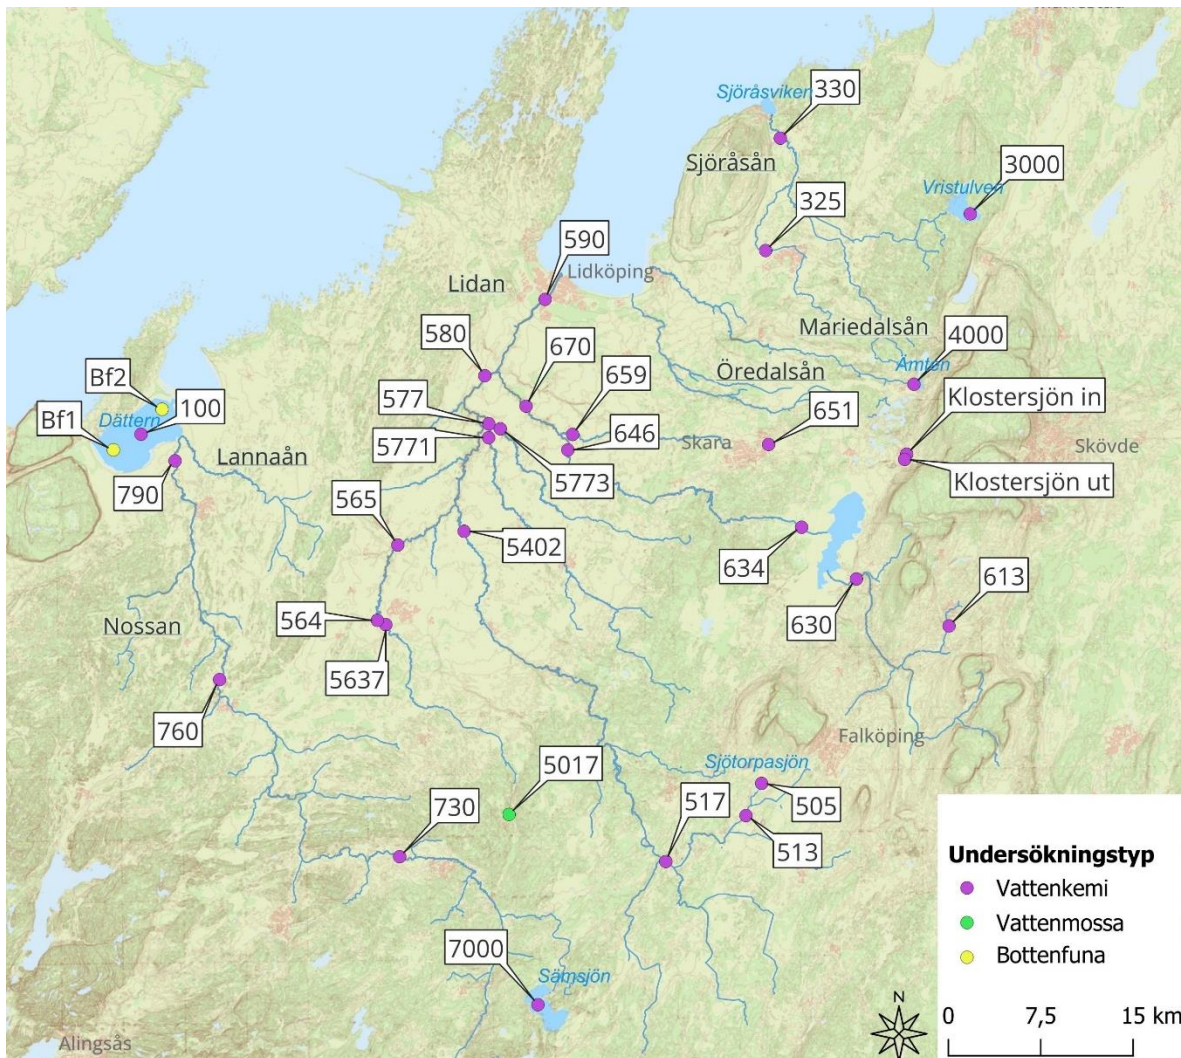 Sjöråsviken
330
Sjöråsån
3000
Vristulven
325
590
Lidköping
Lidan
Mariedalsån
580
670
4000
Ämten
Öredalsån
Bf2
659
Klostersjön in
577
651
Dättern
100
Bf1
646
Skara
Skövde
5771
Lannaån
5773
Klostersjön ut
790
565
5402
634
613
564
630
Nossan
5637
760
Falköping
5017
Sjötorpasjön
730
517
505
513
Undersökningstyp
Vattenkemi
Vattenmossa
Bottenfuna
7000
Sämsjön
N
0 7,5 15 km
Alingsås